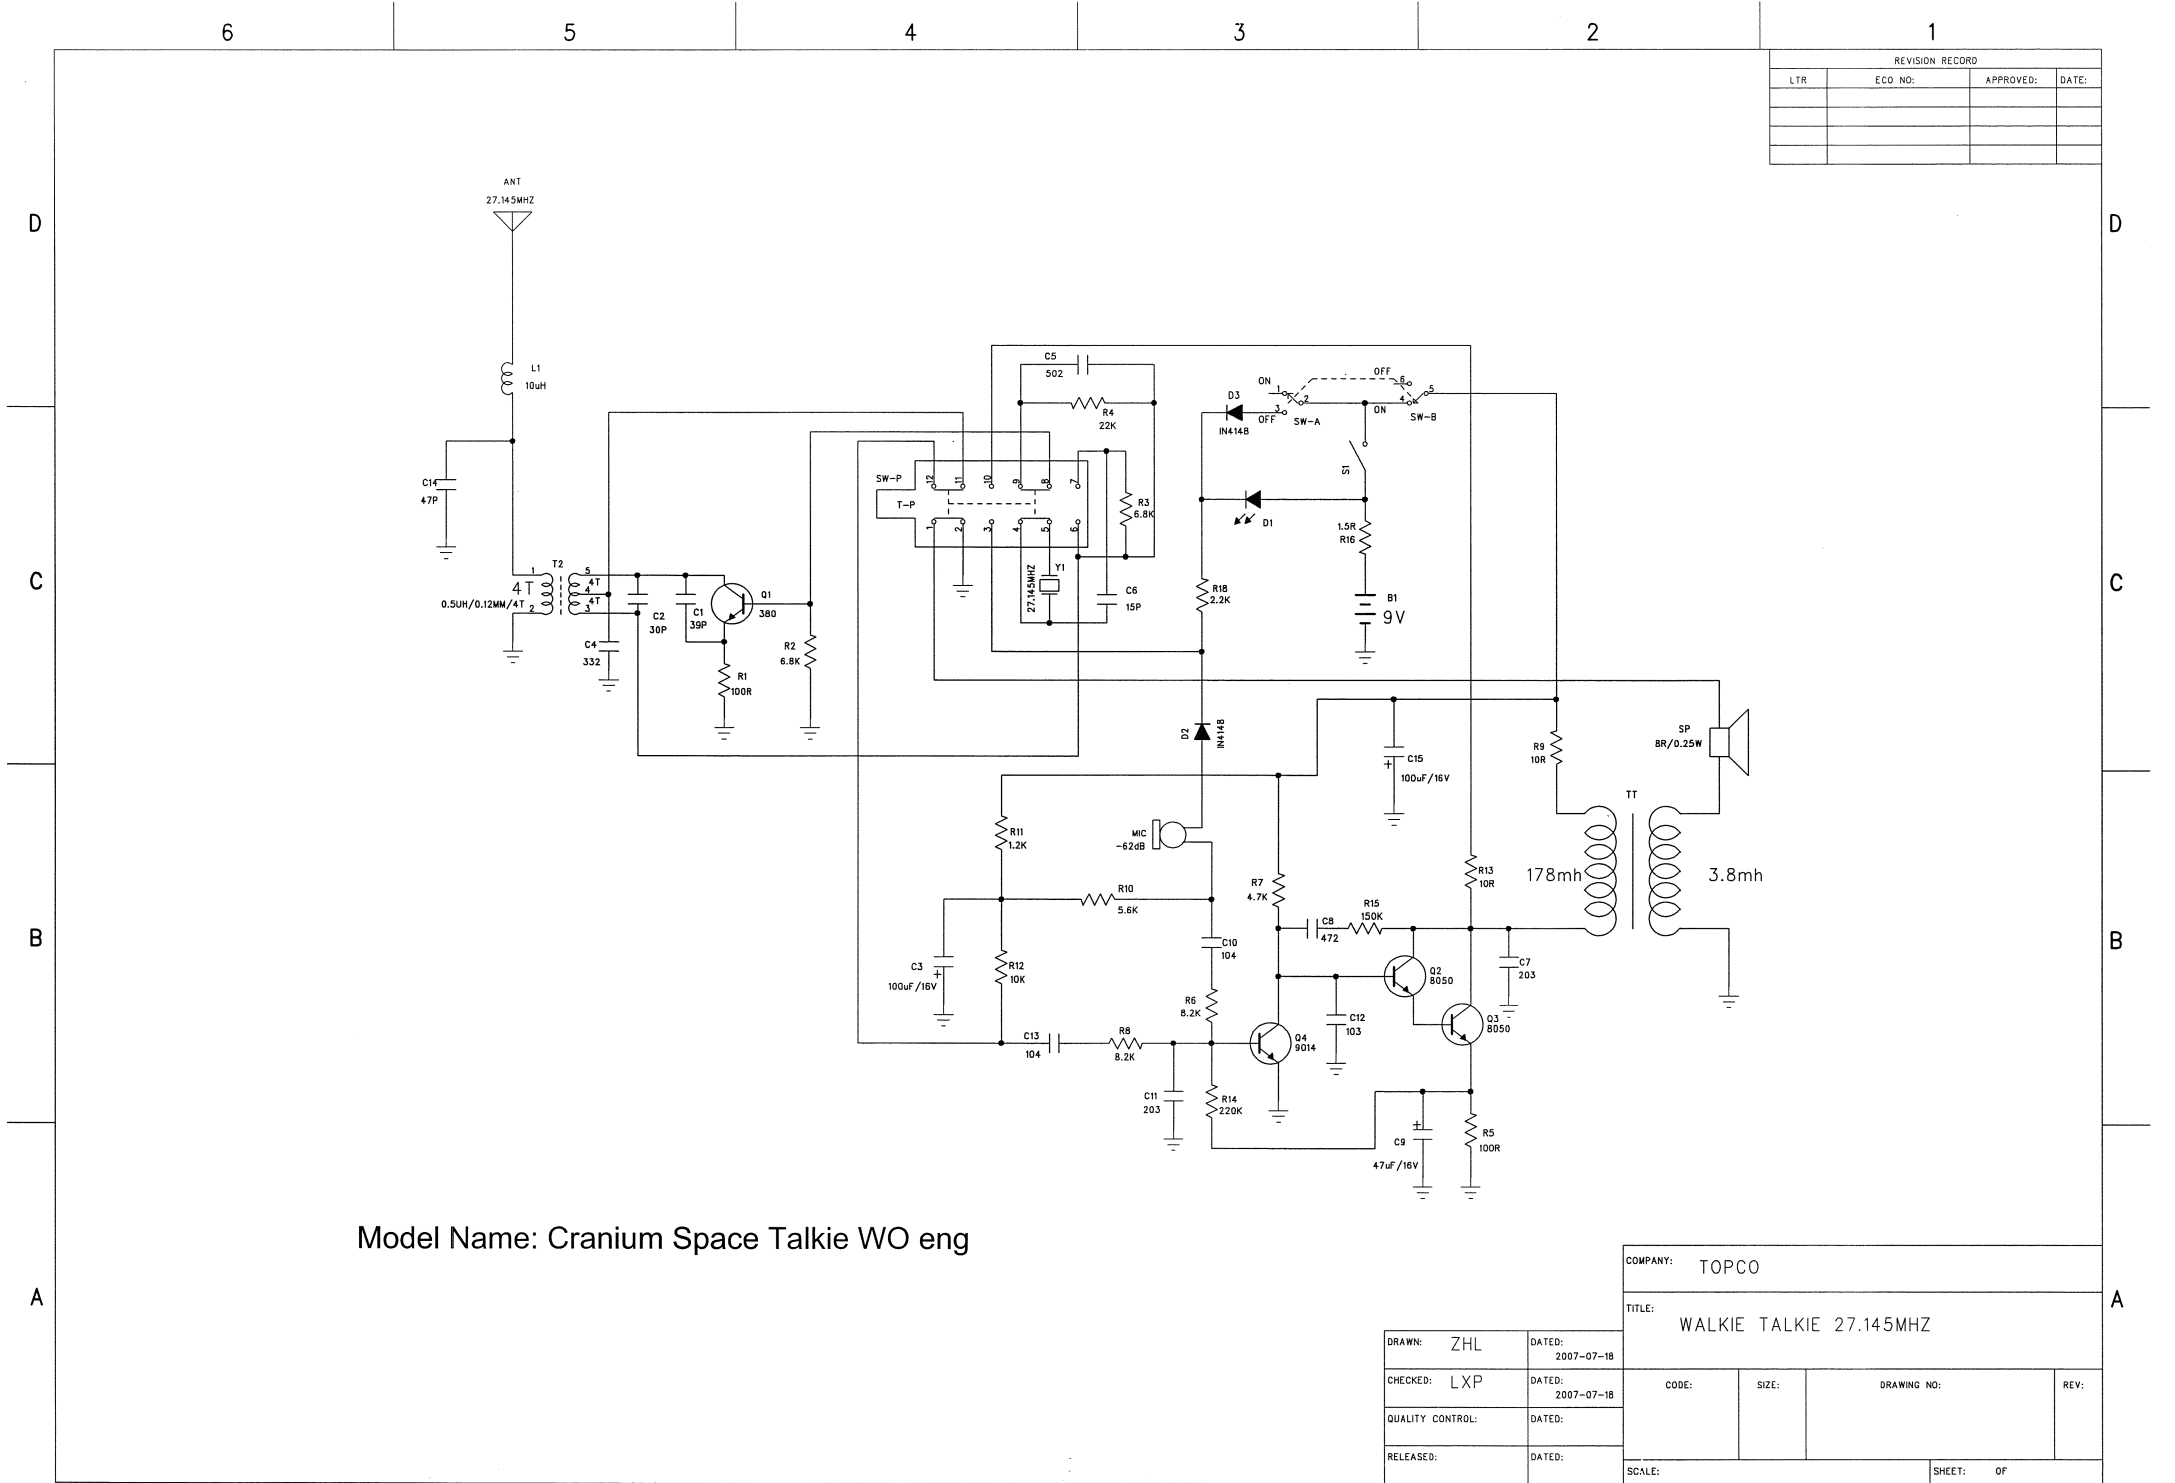 6 5 4 3 2 1
REVISION RECORD
LTR ECO NO: APPROVED: DATE:
D D
ANT
27.145MHZ
L1
10uH
C14
47P
T2
1 5
4T 4T
4
0.5UH/0.12MM/4T 4T
2 3
C2
30P
C1
39P
C4
332
Q1
380
R1
100R
R2
6.8K
C5
502
R4
22K
SW-P
T-P
12 11 10 9 8 7
1 2 3 4 5 6
R3
6.8K
27.145MHZ
Y1
C6
15P
D3
IN4148
ON
1
2
3
OFF
SW-A
OFF
6
5
4
ON
SW-B
S1
D1
1.5R
R16
B1
9V
R18
2.2K
C C
D2
IN4148
C15
+
100uF/16V
R9
10R
SP
8R/0.25W
TT
178mh
3.8mh
MIC
-62dB
R11
1.2K
R10
5.6K
R7
4.7K
C8
472
R15
150K
R13
10R
B B
C3
+
100uF/16V
R12
10K
C10
104
R6
8.2K
Q2
8050
C7
203
C12
103
Q3
8050
C13
104
R8
8.2K
Q4
9014
C11
203
R14
220K
+
C9
47uF/16V
R5
100R
Model Name: Cranium Space Talkie WO eng
A A
COMPANY: TOPCO
TITLE:
WALKIE TALKIE 27.145MHZ
DRAWN: ZHL DATED:
2007-07-18
CHECKED: LXP DATED:
2007-07-18
CODE: SIZE: DRAWING NO: REV:
QUALITY CONTROL: DATED:
RELEASED: DATED:
SCALE: SHEET: OF